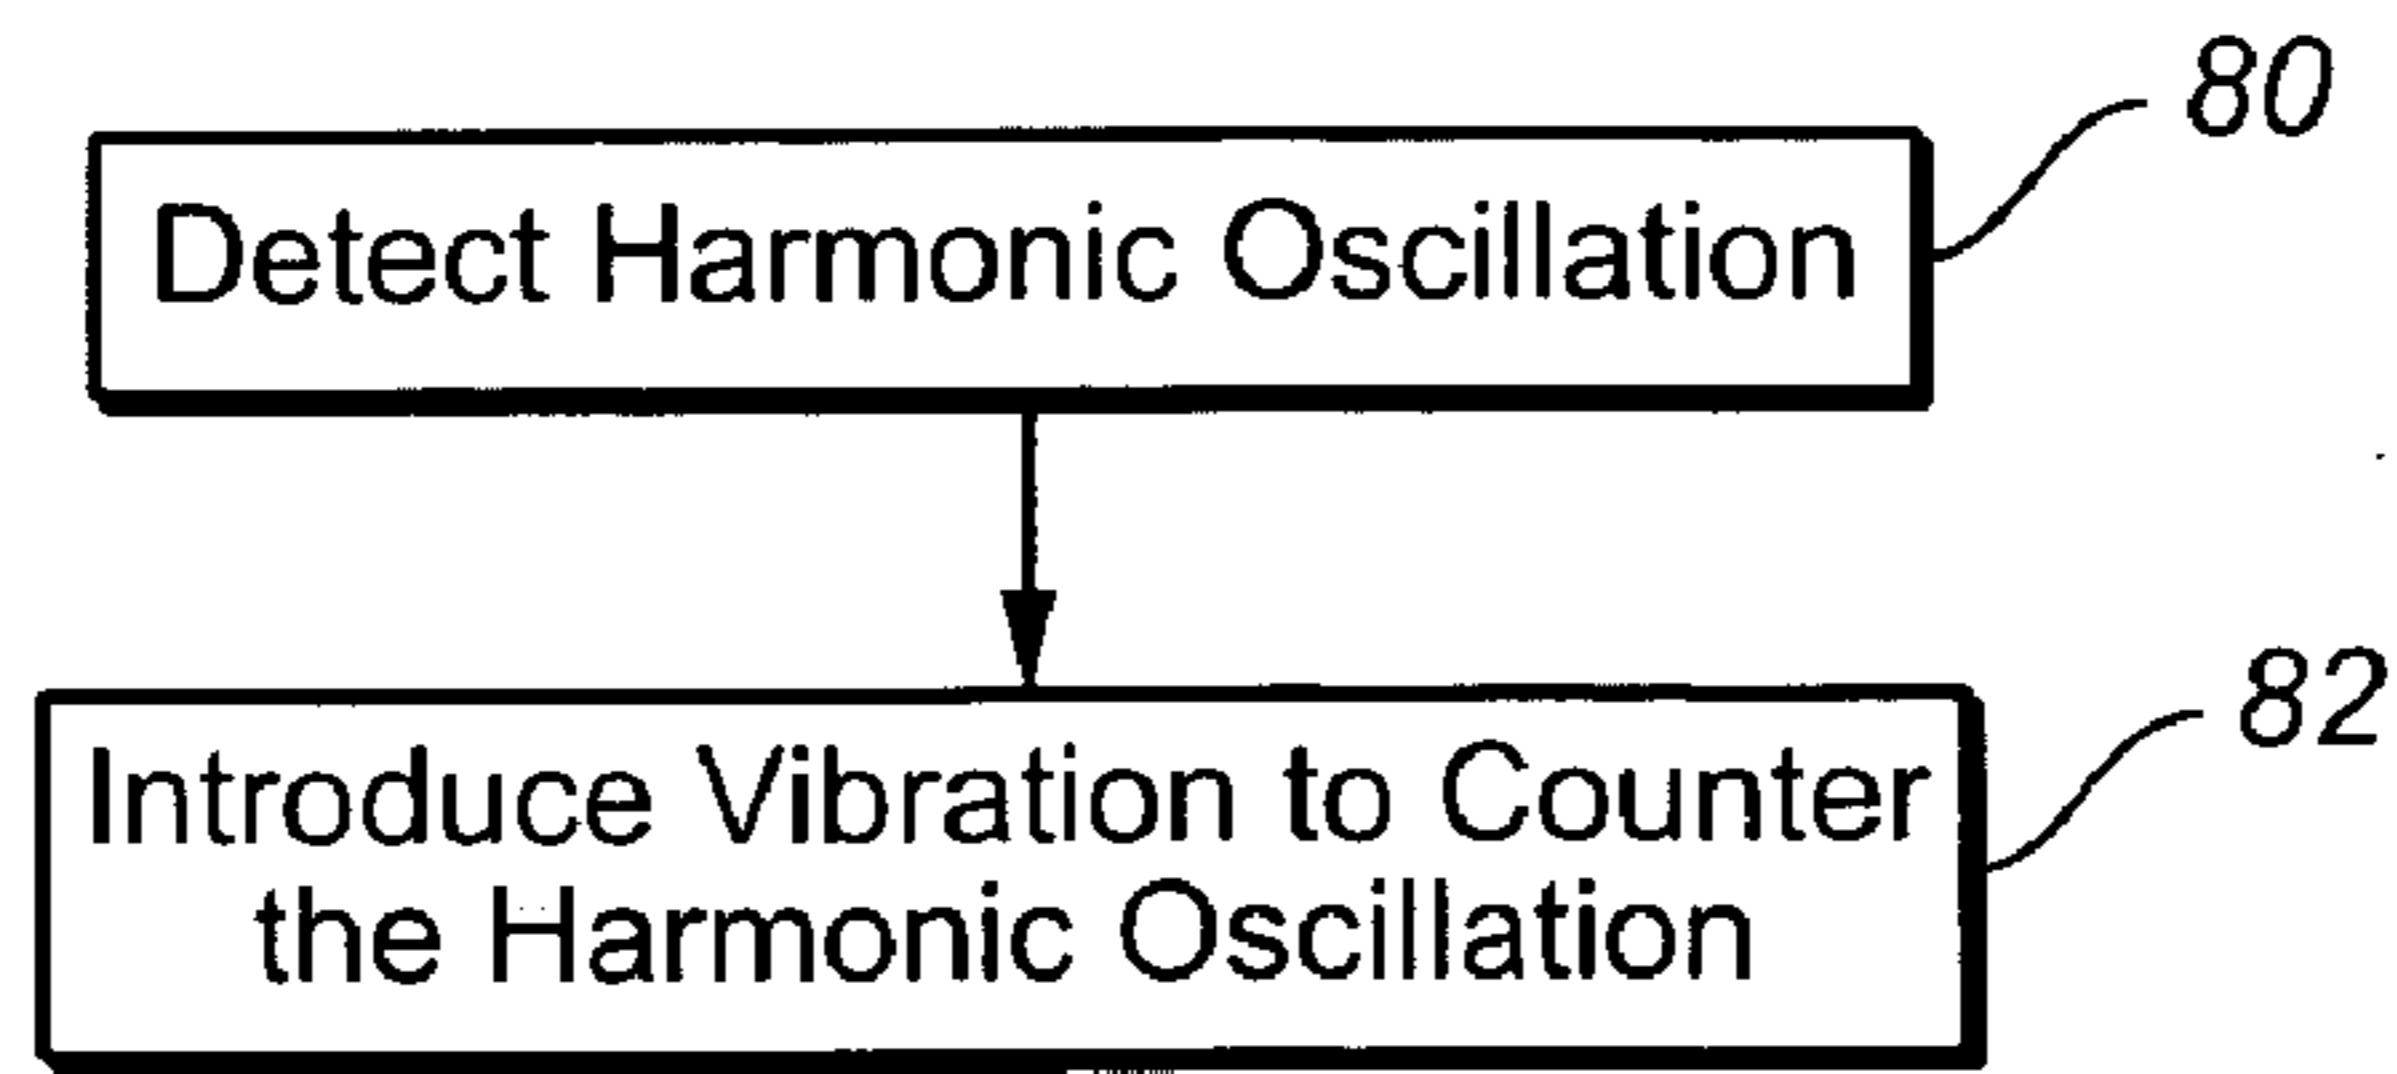 80
Detect Harmonic Oscillation
82
Introduce Vibration to Counter
the Harmonic Oscillation